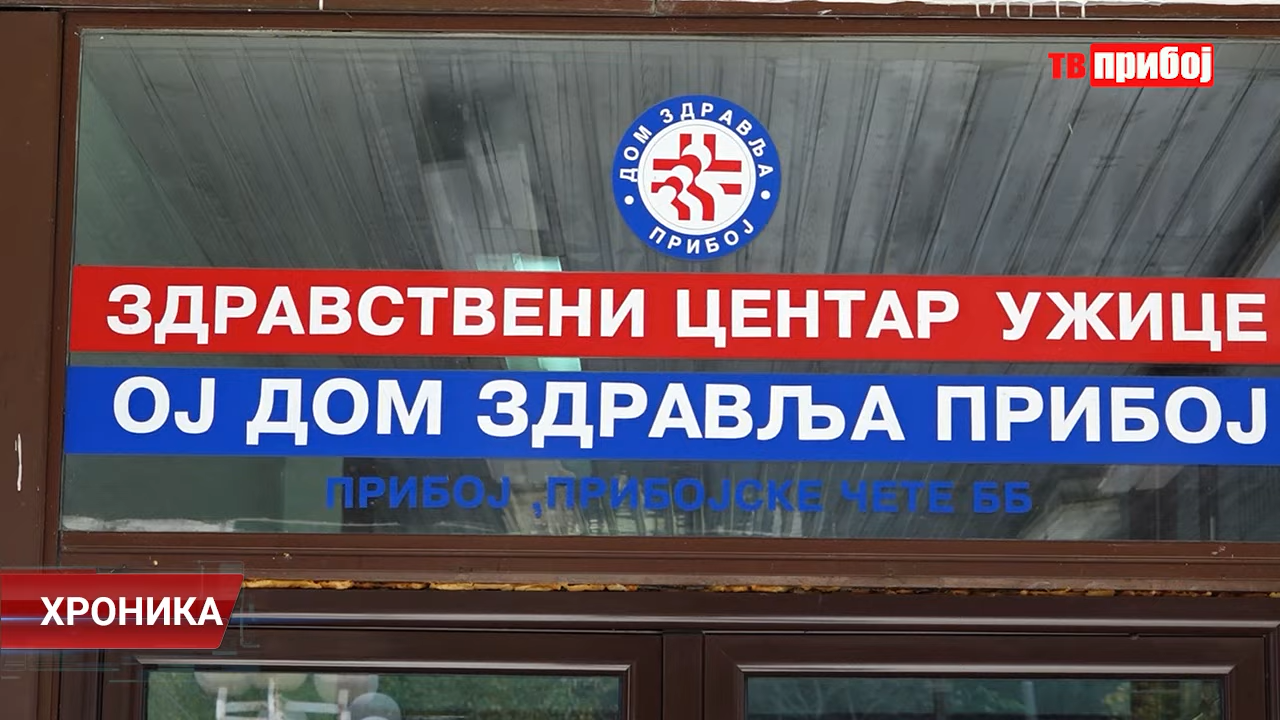 ТВ прибој
ДОМ ЗДРАВЉА
ПРИБОЈ
ЗДРАВСТВЕНИ ЦЕНТАР УЖИЦЕ
ОЈ ДОМ ЗДРАВЉА ПРИБОЈ
ПРИБОЈ ,ПРИБОЈСКЕ ЧЕТЕ ББ
ХРОНИКА